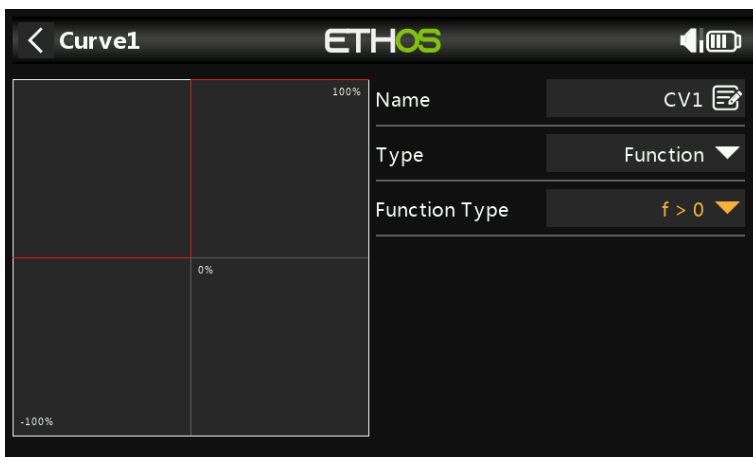 Curve1
ETHOS
100%
0%
-100%
Name
CV1
Type
Function
Function Type
f > 0